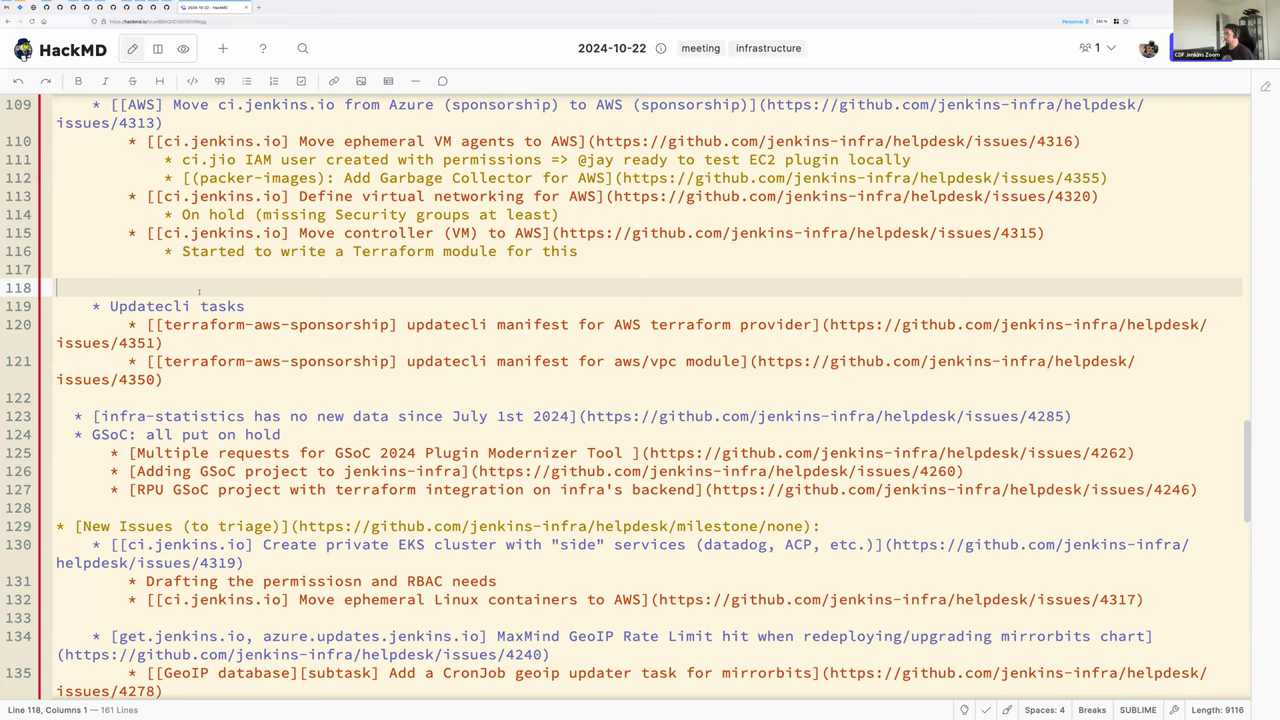 2024-10-22 - HackMD
Personnel
240 %
HackMD
2024-10-22
meeting
infrastructure
1
CDF Jenkins Zoom
109 * [[AWS] Move ci.jenkins.io from Azure (sponsorship) to AWS (sponsorship)](https://github.com/jenkins-infra/helpdesk/
issues/4313)
110 * [[ci.jenkins.io] Move ephemeral VM agents to AWS](https://github.com/jenkins-infra/helpdesk/issues/4316)
111 * ci.jio IAM user created with permissions => @jay ready to test EC2 plugin locally
112 * [(packer-images): Add Garbage Collector for AWS](https://github.com/jenkins-infra/helpdesk/issues/4355)
113 * [[ci.jenkins.io] Define virtual networking for AWS](https://github.com/jenkins-infra/helpdesk/issues/4320)
114 * On hold (missing Security groups at least)
115 * [[ci.jenkins.io] Move controller (VM) to AWS](https://github.com/jenkins-infra/helpdesk/issues/4315)
116 * Started to write a Terraform module for this
117
118
119 * Updatecli tasks
120 * [[terraform-aws-sponsorship] updatecli manifest for AWS terraform provider](https://github.com/jenkins-infra/helpdesk/
issues/4351)
121 * [[terraform-aws-sponsorship] updatecli manifest for aws/vpc module](https://github.com/jenkins-infra/helpdesk/
issues/4350)
122
123 * [infra-statistics has no new data since July 1st 2024](https://github.com/jenkins-infra/helpdesk/issues/4285)
124 * GSoC: all put on hold
125 * [Multiple requests for GSoC 2024 Plugin Modernizer Tool ](https://github.com/jenkins-infra/helpdesk/issues/4262)
126 * [Adding GSoC project to jenkins-infra](https://github.com/jenkins-infra/helpdesk/issues/4260)
127 * [RPU GSoC project with terraform integration on infra's backend](https://github.com/jenkins-infra/helpdesk/issues/4246)
128
129 * [New Issues (to triage)](https://github.com/jenkins-infra/helpdesk/milestone/none):
130 * [[ci.jenkins.io] Create private EKS cluster with "side" services (datadog, ACP, etc.)](https://github.com/jenkins-infra/
helpdesk/issues/4319)
131 * Drafting the permissiosn and RBAC needs
132 * [[ci.jenkins.io] Move ephemeral Linux containers to AWS](https://github.com/jenkins-infra/helpdesk/issues/4317)
133
134 * [get.jenkins.io, azure.updates.jenkins.io] MaxMind GeoIP Rate Limit hit when redeploying/upgrading mirrorbits chart]
(https://github.com/jenkins-infra/helpdesk/issues/4240)
135 * [[GeoIP database][subtask] Add a CronJob geoip updater task for mirrorbits](https://github.com/jenkins-infra/helpdesk/
issues/4278)
Line 118, Columns 1 — 161 Lines
Spaces: 4
Breaks
SUBLIME
Length: 9116